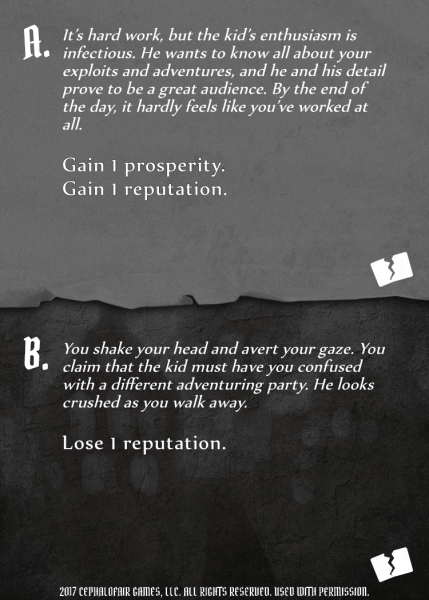 A.
It's hard work, but the kid's enthusiasm is
infectious. He wants to know all about your
exploits and adventures, and he and his detail
prove to be a great audience. By the end of
the day, it hardly feels like you've worked at
all.
Gain 1 prosperity.
Gain 1 reputation.
B.
You shake your head and avert your gaze. You
claim that the kid must have you confused
with a different adventuring party. He looks
crushed as you walk away.
Lose 1 reputation.
2017 CEPHALOFAIR GAMES, LLC. ALL RIGHTS RESERVED. USED WITH PERMISSION.